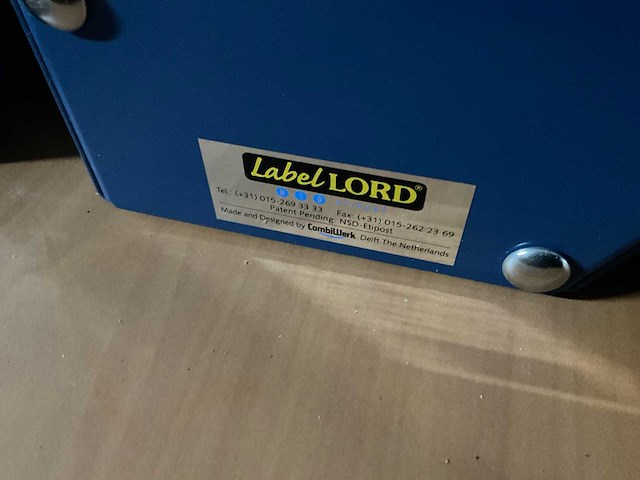 Label LORD®
Tel.: (+31) 015-269 33 33 Fax: (+31) 015-262 23 69
Patent Pending: NSD-Etipost
Made and Designed by CombiWerk Delft The Netherlands